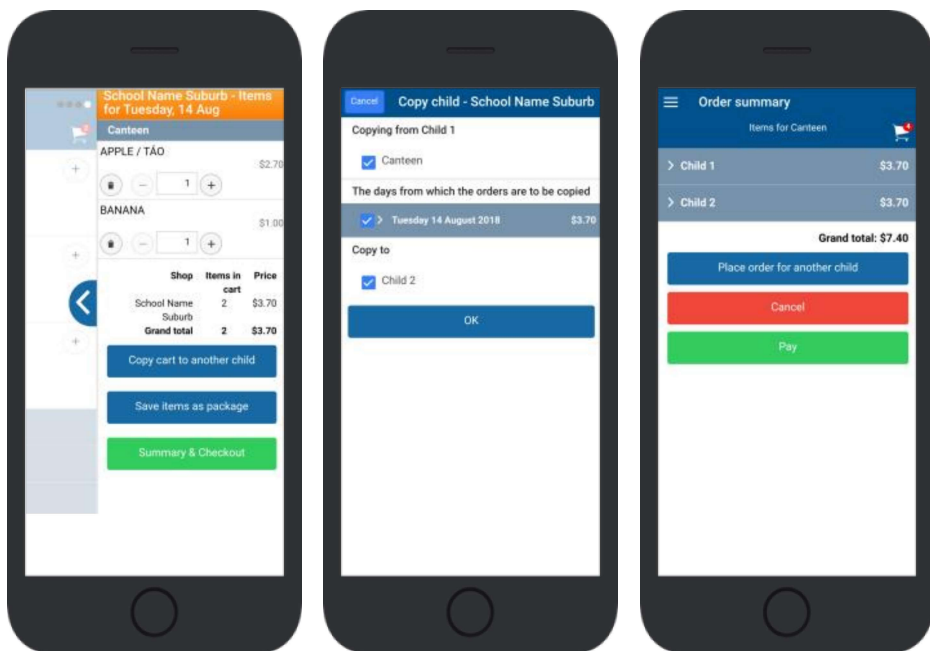 School Name Suburb - Items
for Tuesday, 14 Aug
Canteen
APPLE / TÁO
$2.70
1
BANANA
$1.00
1
Shop Items in Price
cart
School Name 2 $3.70
Suburb
Grand total 2 $3.70
Copy cart to another child
Save items as package
Summary & Checkout
Cancel Copy child - School Name Suburb
Copying from Child 1
Canteen
The days from which the orders are to be copied
Tuesday 14 August 2018 $3.70
Copy to
Child 2
OK
Order summary
Items for Canteen
4
Child 1 $3.70
Child 2 $3.70
Grand total: $7.40
Place order for another child
Cancel
Pay